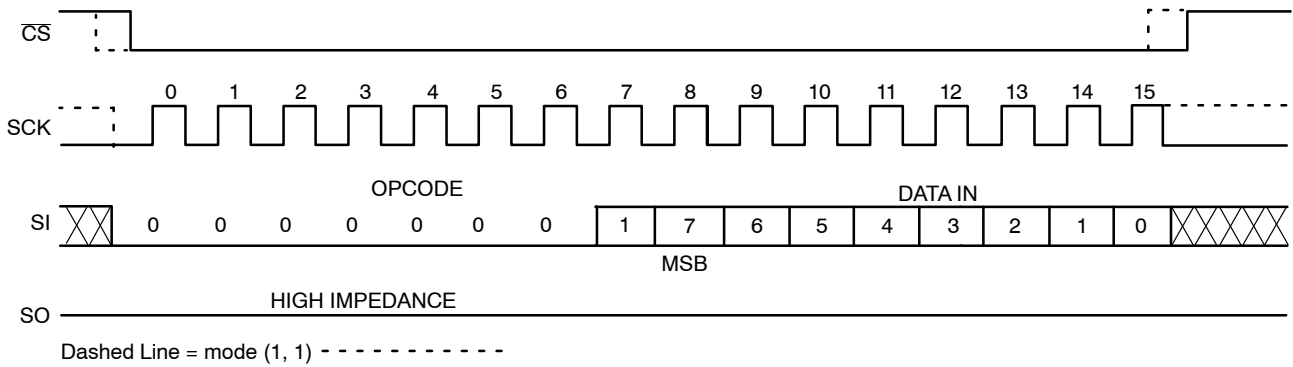 CS
0 1 2 3 4 5 6 7 8 9 10 11 12 13 14 15
SCK
OPCODE DATA IN
SI 0 0 0 0 0 0 0 1 7 6 5 4 3 2 1 0
MSB
HIGH IMPEDANCE
SO
Dashed Line = mode (1, 1)